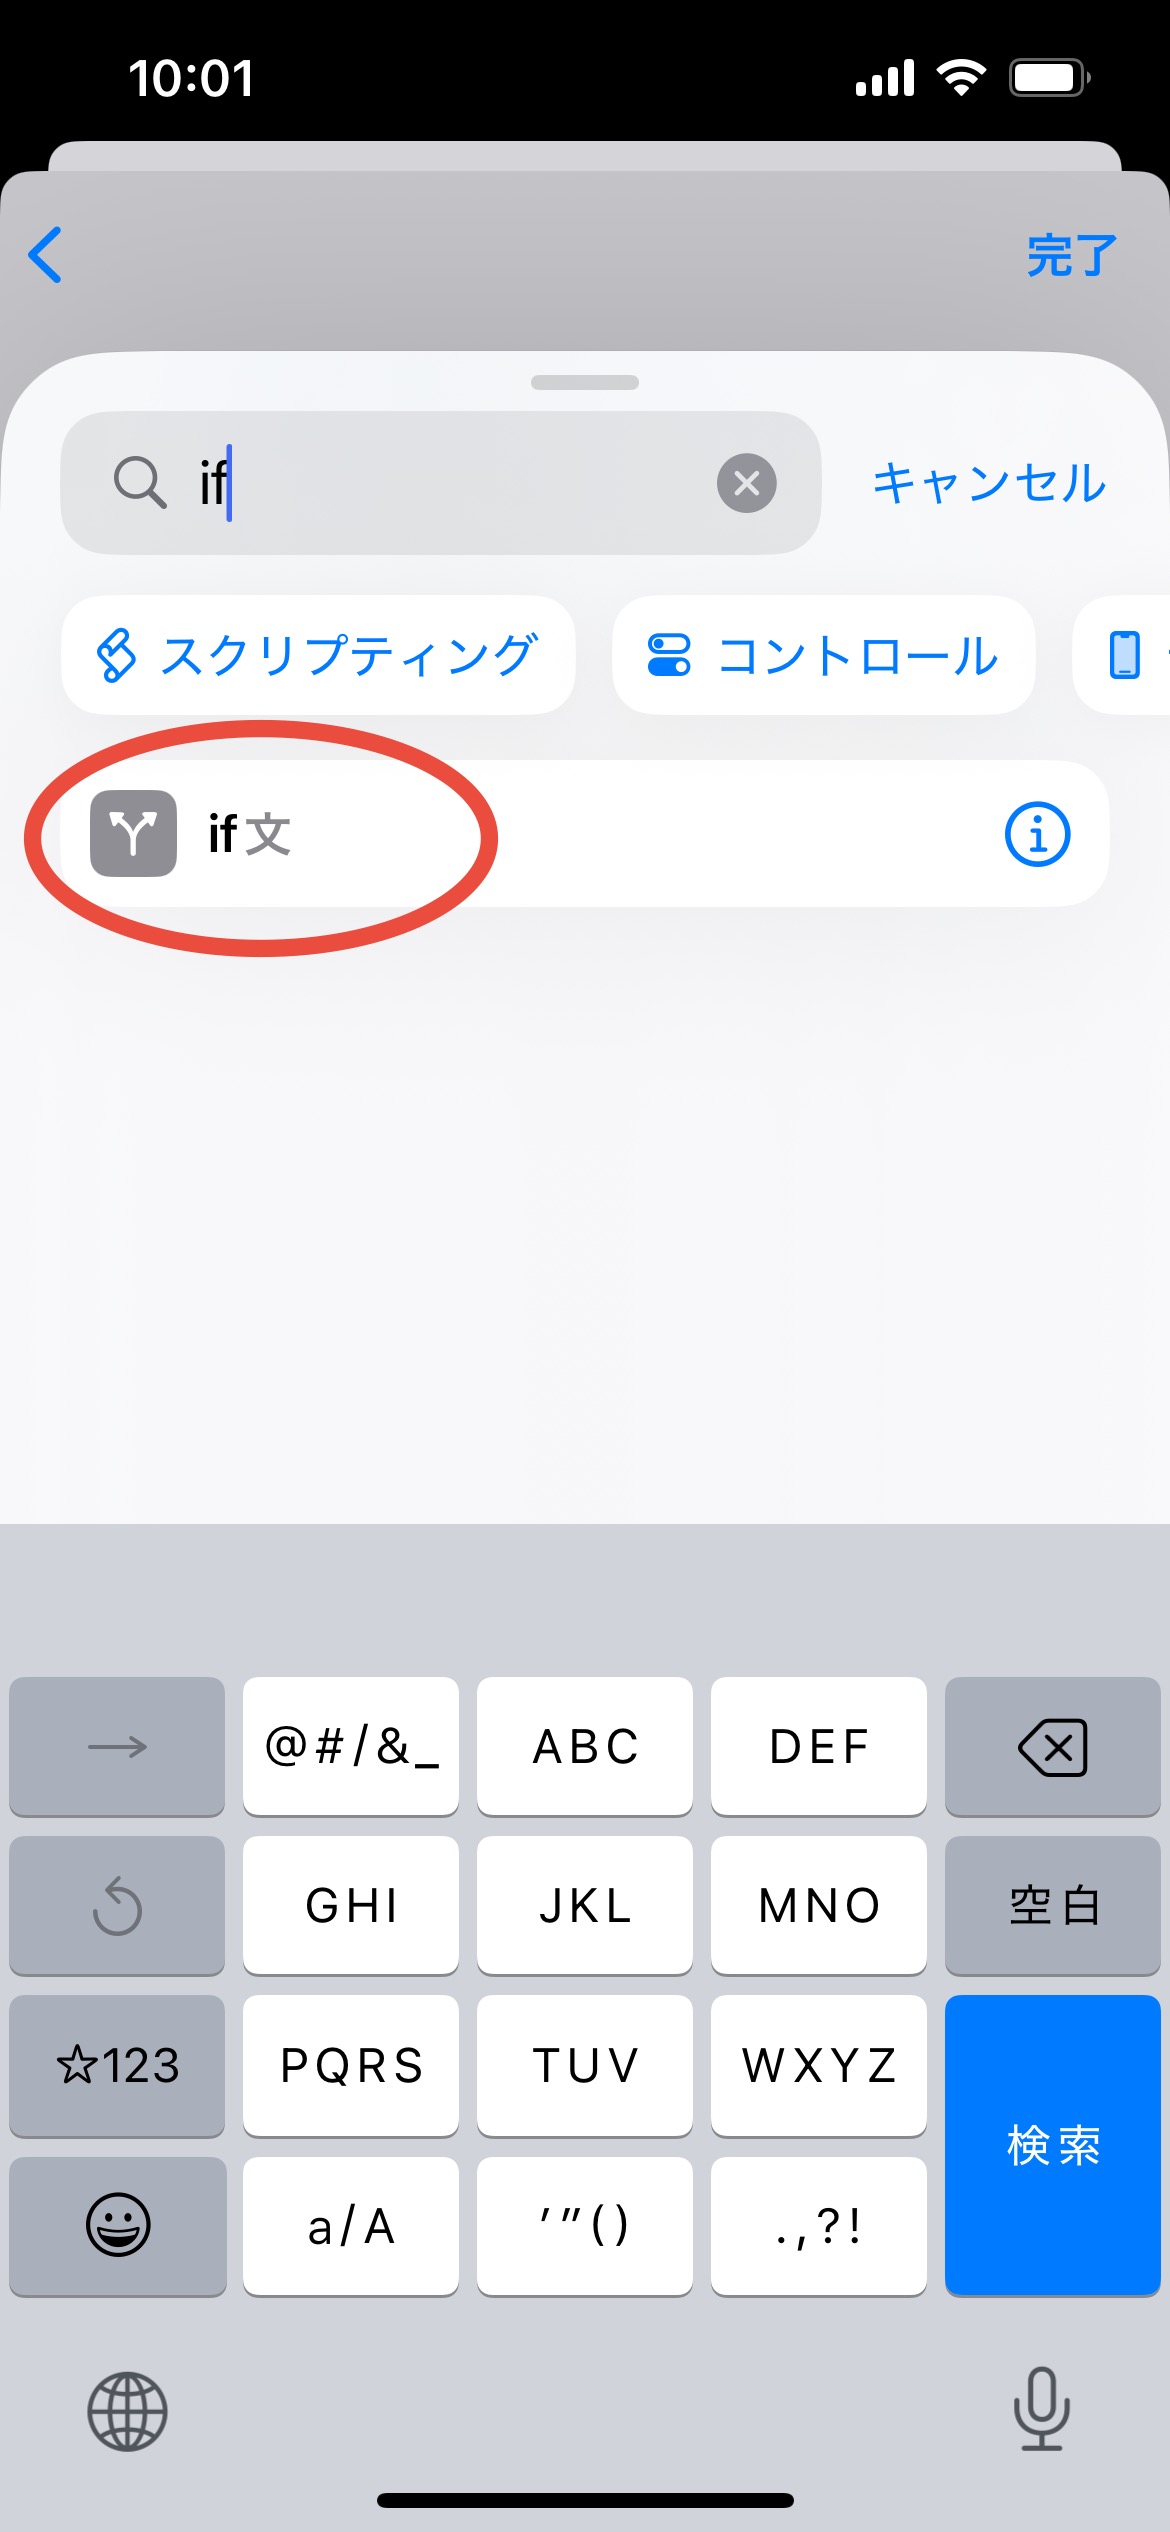 10:01
完了
if
キャンセル
スクリプティング
コントロール
if 文
@#/&_
ABC
DEF
GHI
JKL
MNO
空白
☆123
PQRS
TUV
WXYZ
検索
a/A
'"()
.,?!